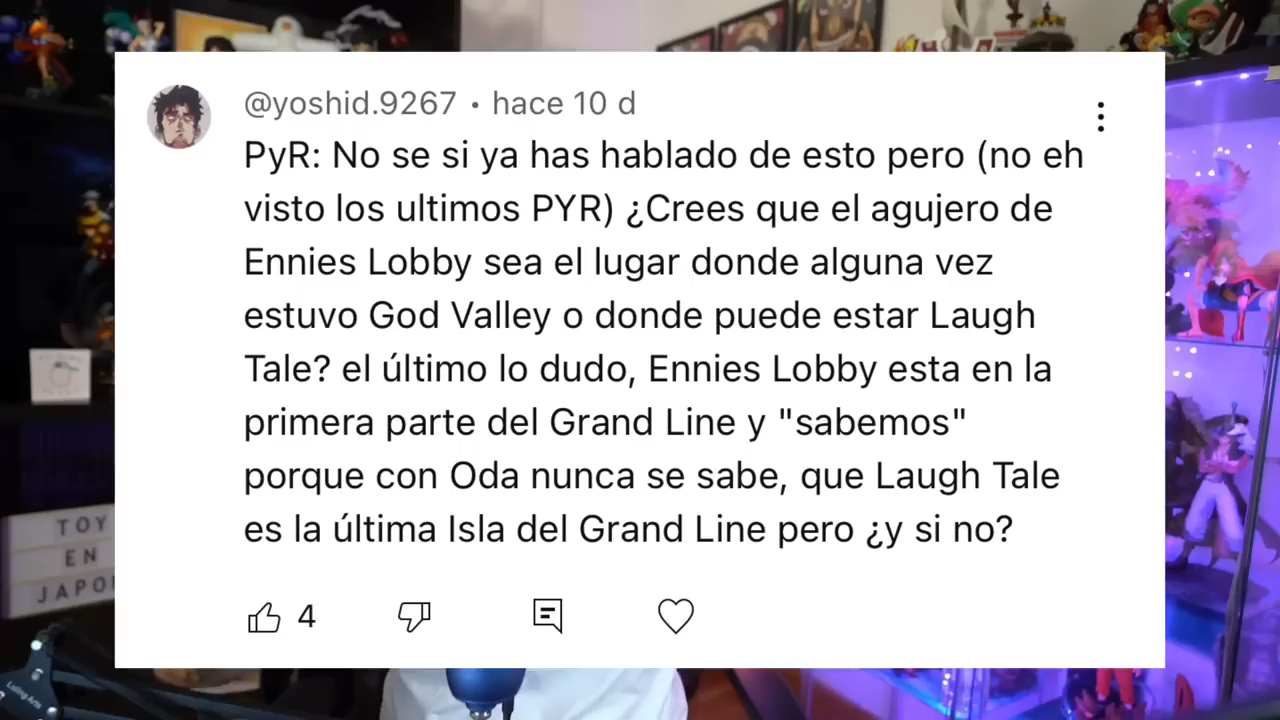 @yoshid.9267 • hace 10 d
PyR: No se si ya has hablado de esto pero (no eh
visto los ultimos PYR) ¿Crees que el agujero de
Ennies Lobby sea el lugar donde alguna vez
estuvo God Valley o donde puede estar Laugh
Tale? el último lo dudo, Ennies Lobby esta en la
primera parte del Grand Line y "sabemos"
porque con Oda nunca se sabe, que Laugh Tale
es la última Isla del Grand Line pero ¿y si no?
4
TOY
EN
JAPO